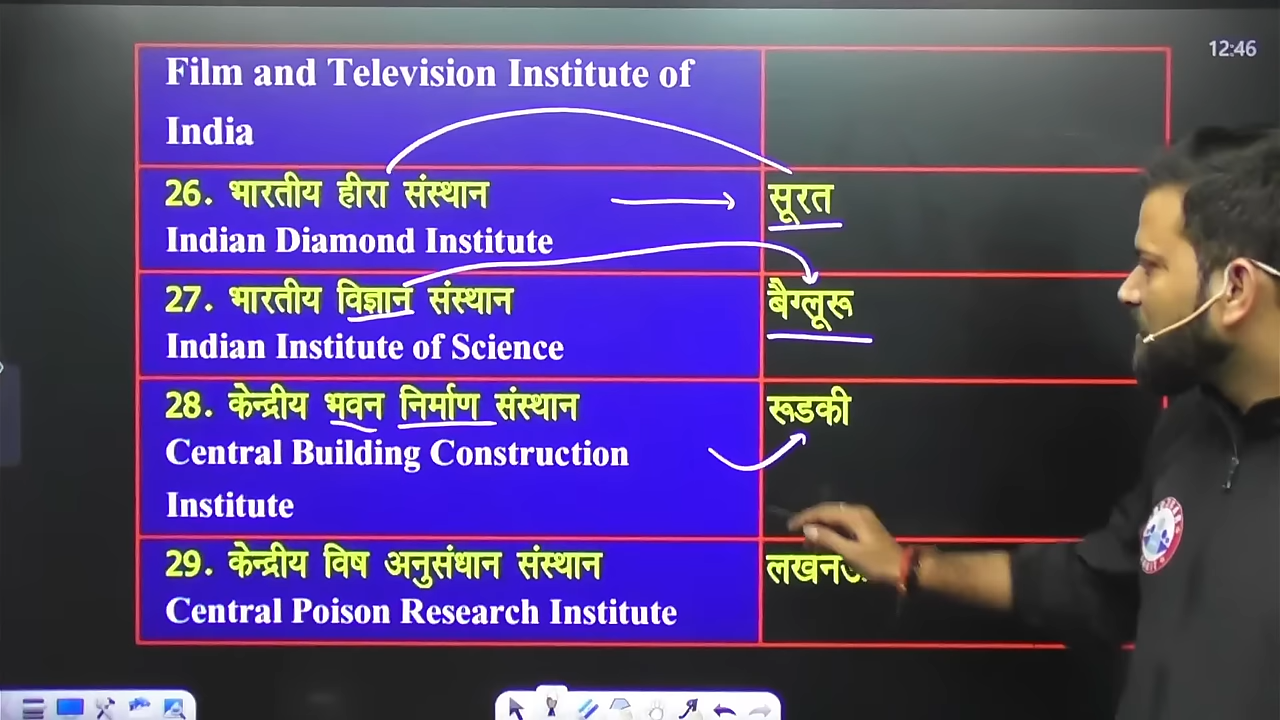 12:46
Film and Television Institute of
India
26. भारतीय हीरा संस्थान
सूरत
Indian Diamond Institute
27. भारतीय विज्ञान संस्थान
बैग्लूरू
Indian Institute of Science
28. केन्द्रीय भवन निर्माण संस्थान
रूडकी
Central Building Construction
Institute
29. केन्द्रीय विष अनुसंधान संस्थान
Central Poison Research Institute